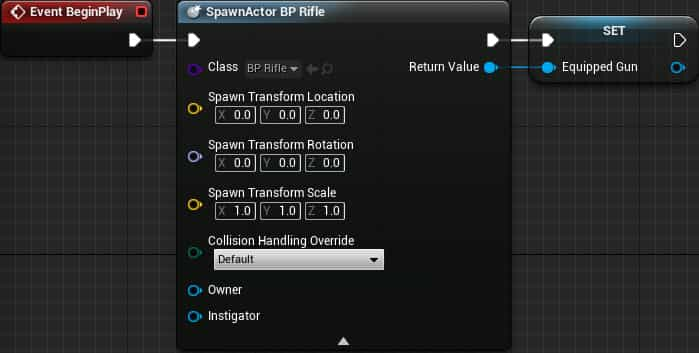 Event BeginPlay
SpawnActor BP Rifle
SET
Class BP Rifle
Return Value
Equipped Gun
Spawn Transform Location
X 0.0 Y 0.0 Z 0.0
Spawn Transform Rotation
X 0.0 Y 0.0 Z 0.0
Spawn Transform Scale
X 1.0 Y 1.0 Z 1.0
Collision Handling Override
Default
Owner
Instigator